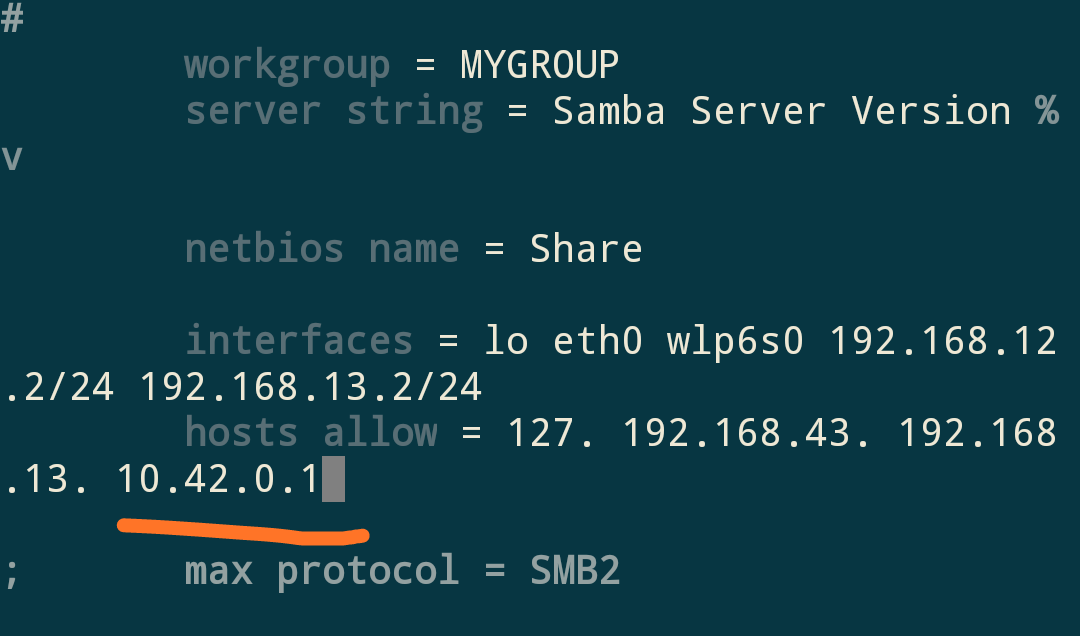 #
workgroup = MYGROUP
server string = Samba Server Version %
v
netbios name = Share
interfaces = lo eth0 wlp6s0 192.168.12
.2/24 192.168.13.2/24
hosts allow = 127. 192.168.43. 192.168
.13. 10.42.0.1
; max protocol = SMB2